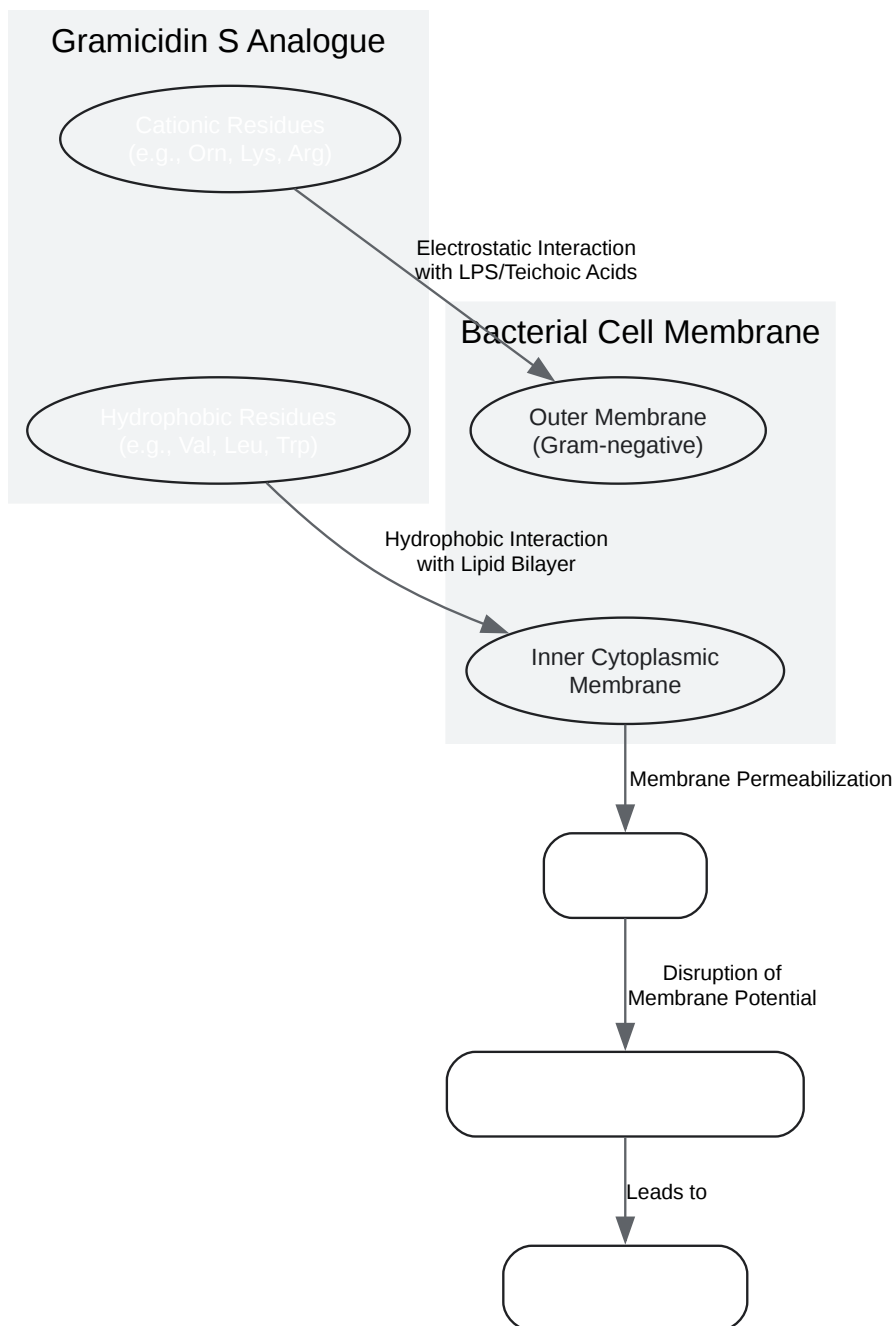 Gramicidin S Analogue
Cationic Residues
(e.g., Orn, Lys, Arg)
Electrostatic Interaction
with LPS/Teichoic Acids
Bacterial Cell Membrane
Hydrophobic Residues
(e.g., Val, Leu, Trp)
Outer Membrane
(Gram-negative)
Hydrophobic Interaction
with Lipid Bilayer
Inner Cytoplasmic
Membrane
Membrane Permeabilization
Disruption of
Membrane Potential
Leads to